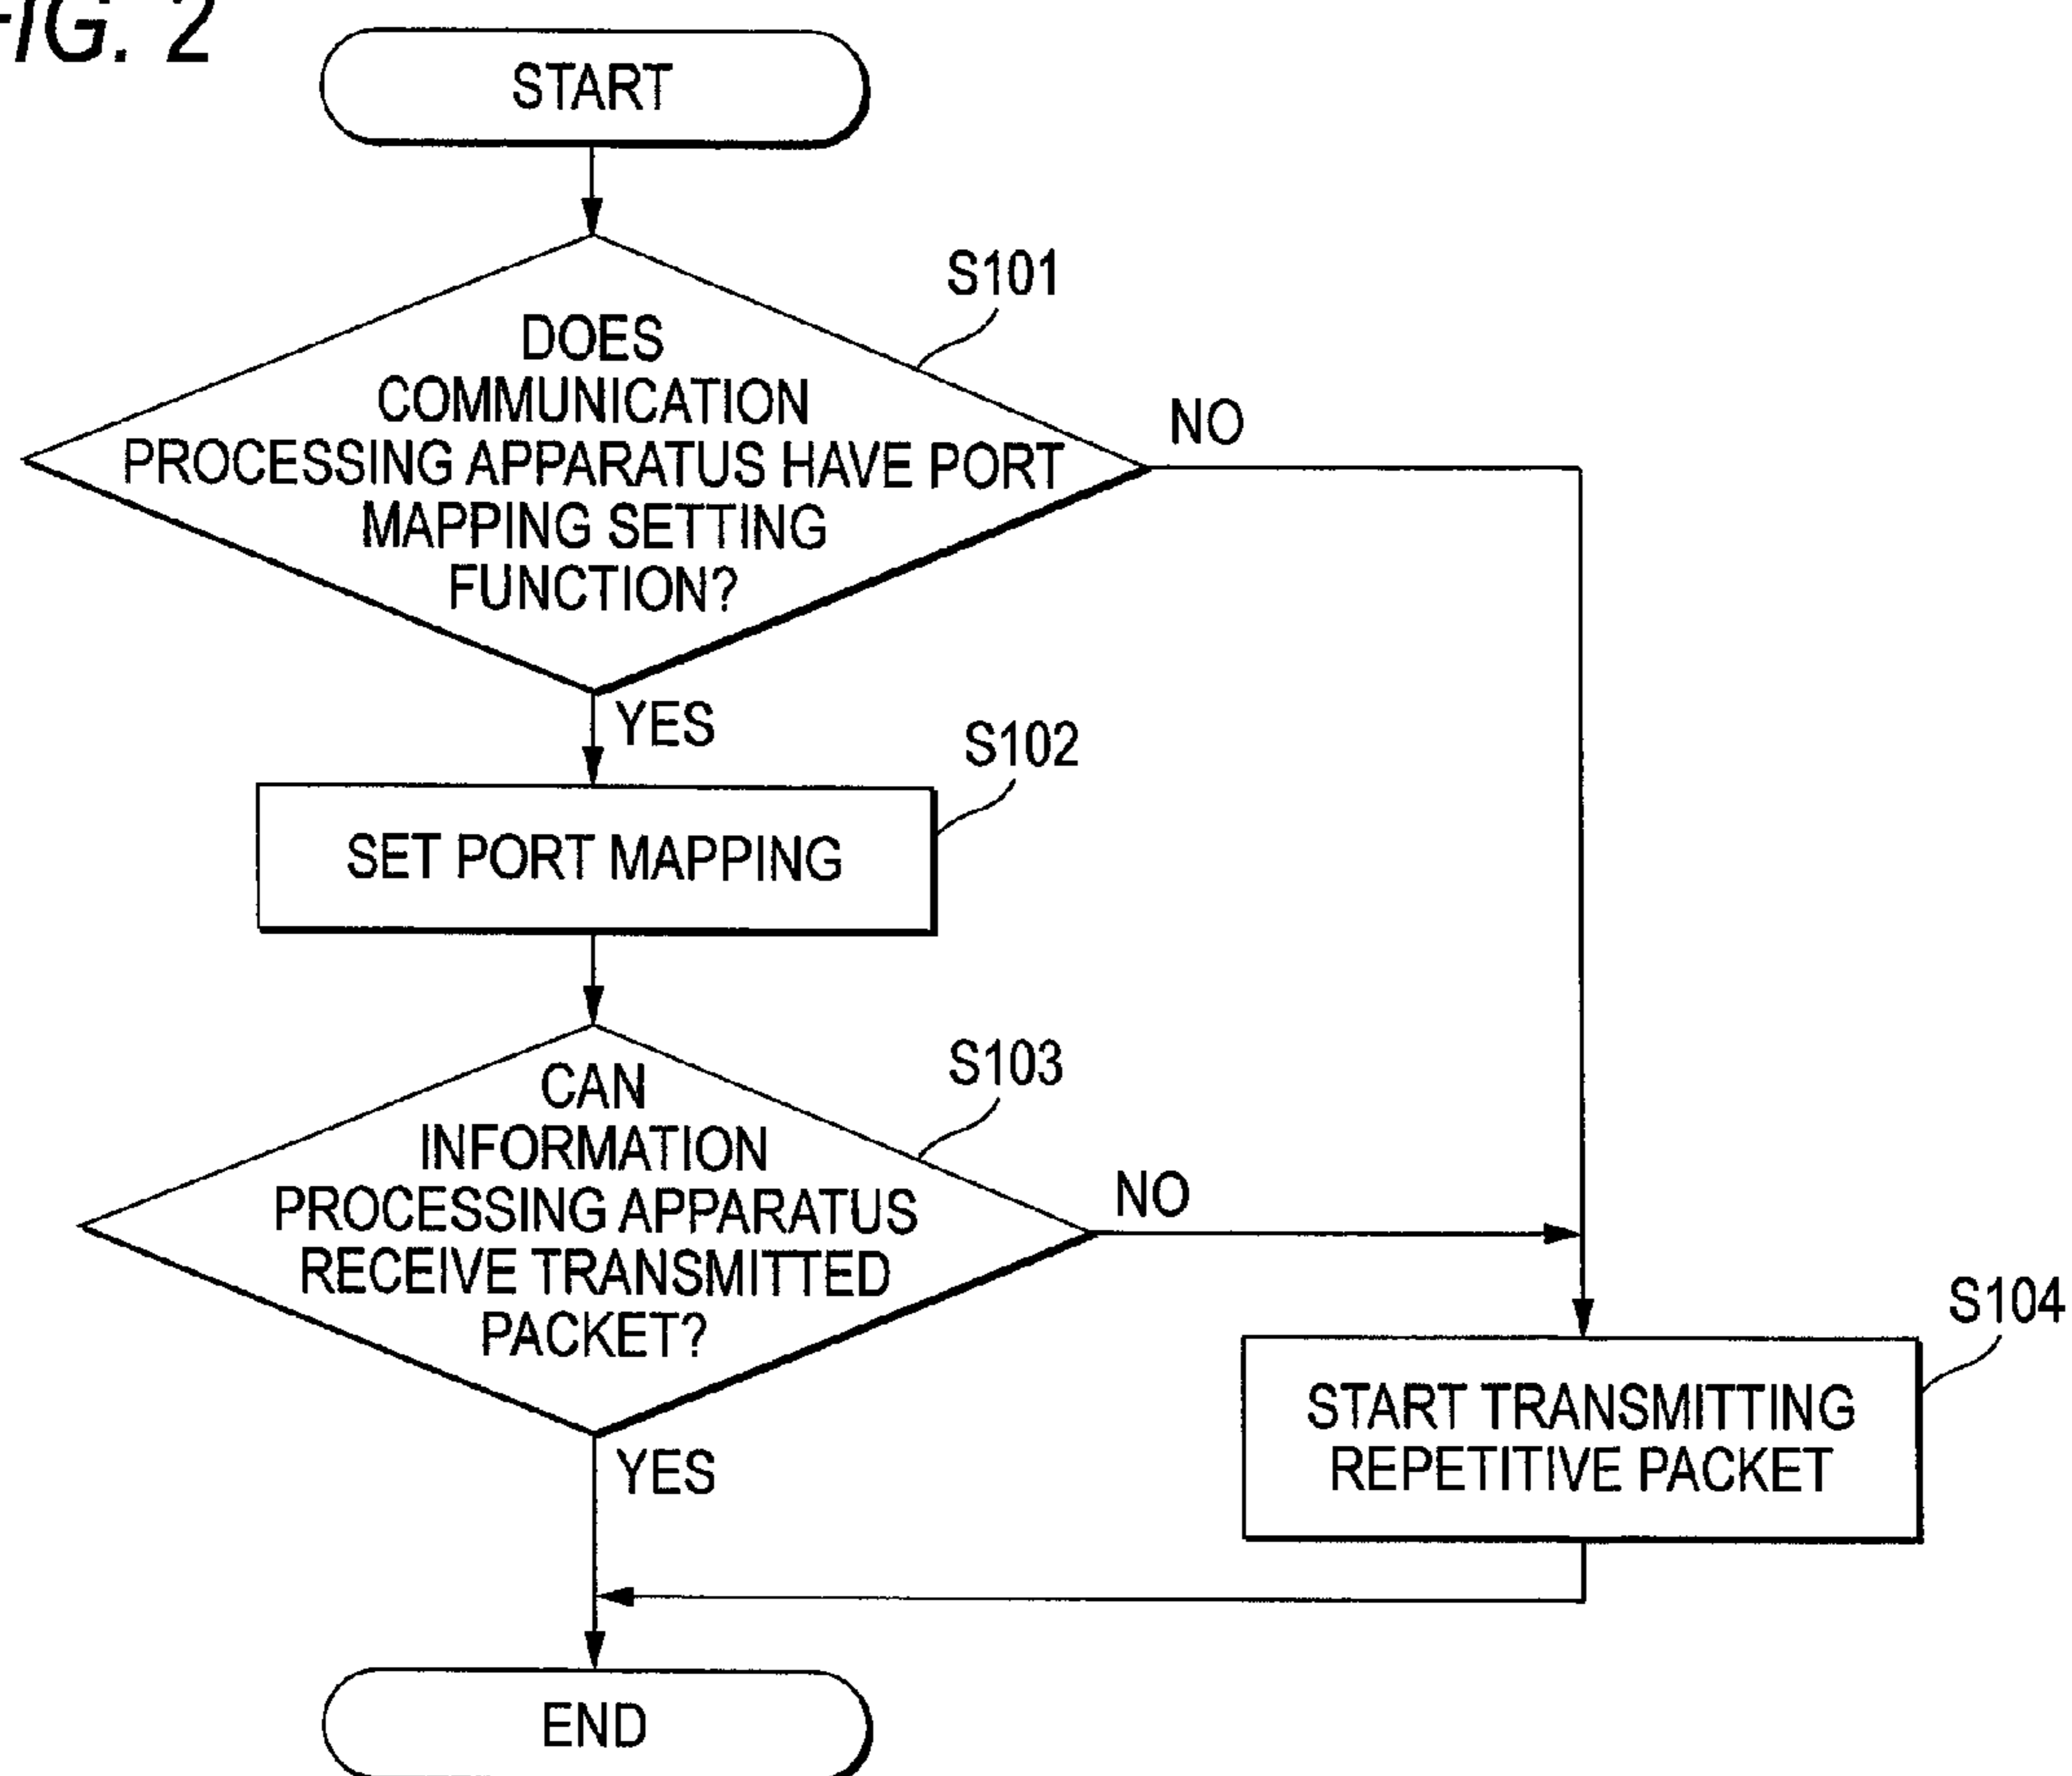 FIG. 2
START
S101
DOES
COMMUNICATION
PROCESSING APPARATUS HAVE PORT
MAPPING SETTING
FUNCTION?
NO
YES
S102
SET PORT MAPPING
S103
CAN
INFORMATION
PROCESSING APPARATUS
RECEIVE TRANSMITTED
PACKET?
NO
YES
S104
START TRANSMITTING
REPETITIVE PACKET
END